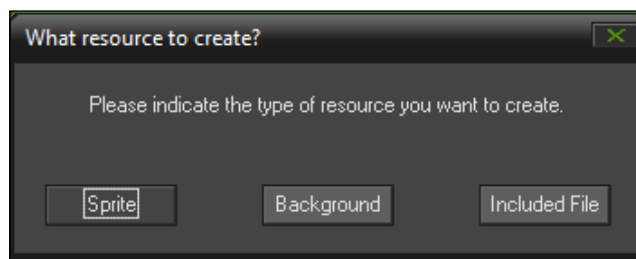 What resource to create?
Please indicate the type of resource you want to create.
Sprite Background Included File